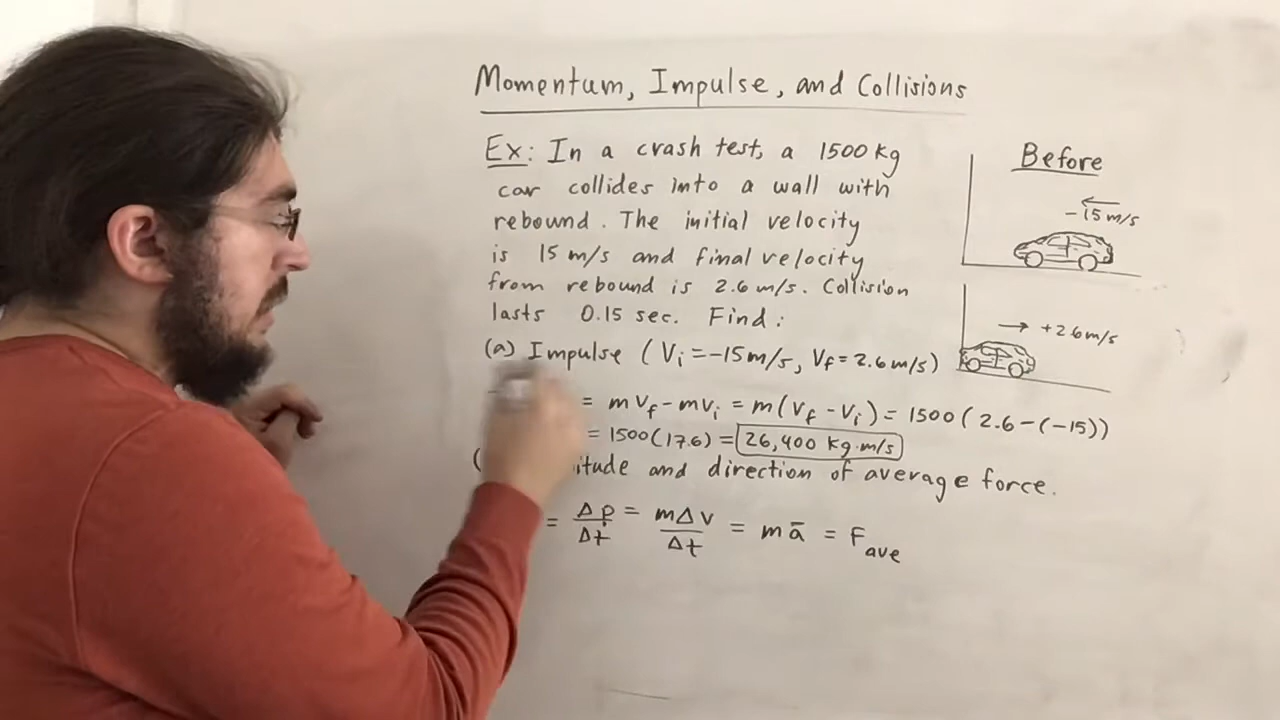 Momentum, Impulse, and Collisions
Ex: In a crash test, a 1500 kg
car collides into a wall with
rebound. The initial velocity
is 15 m/s and final velocity
from rebound is 2.6 m/s. Collision
lasts 0.15 sec. Find:
(a) Impulse (Vi = -15 m/s, Vf = 2.6 m/s)
= mVf - mVi = m(Vf - Vi) = 1500(2.6 - (-15))
= 1500(17.6) = 26,400 kg·m/s
( and direction of average force.
= Δp/Δt = mΔv/Δt = mā = Fave
Before
-15 m/s
+2.6 m/s